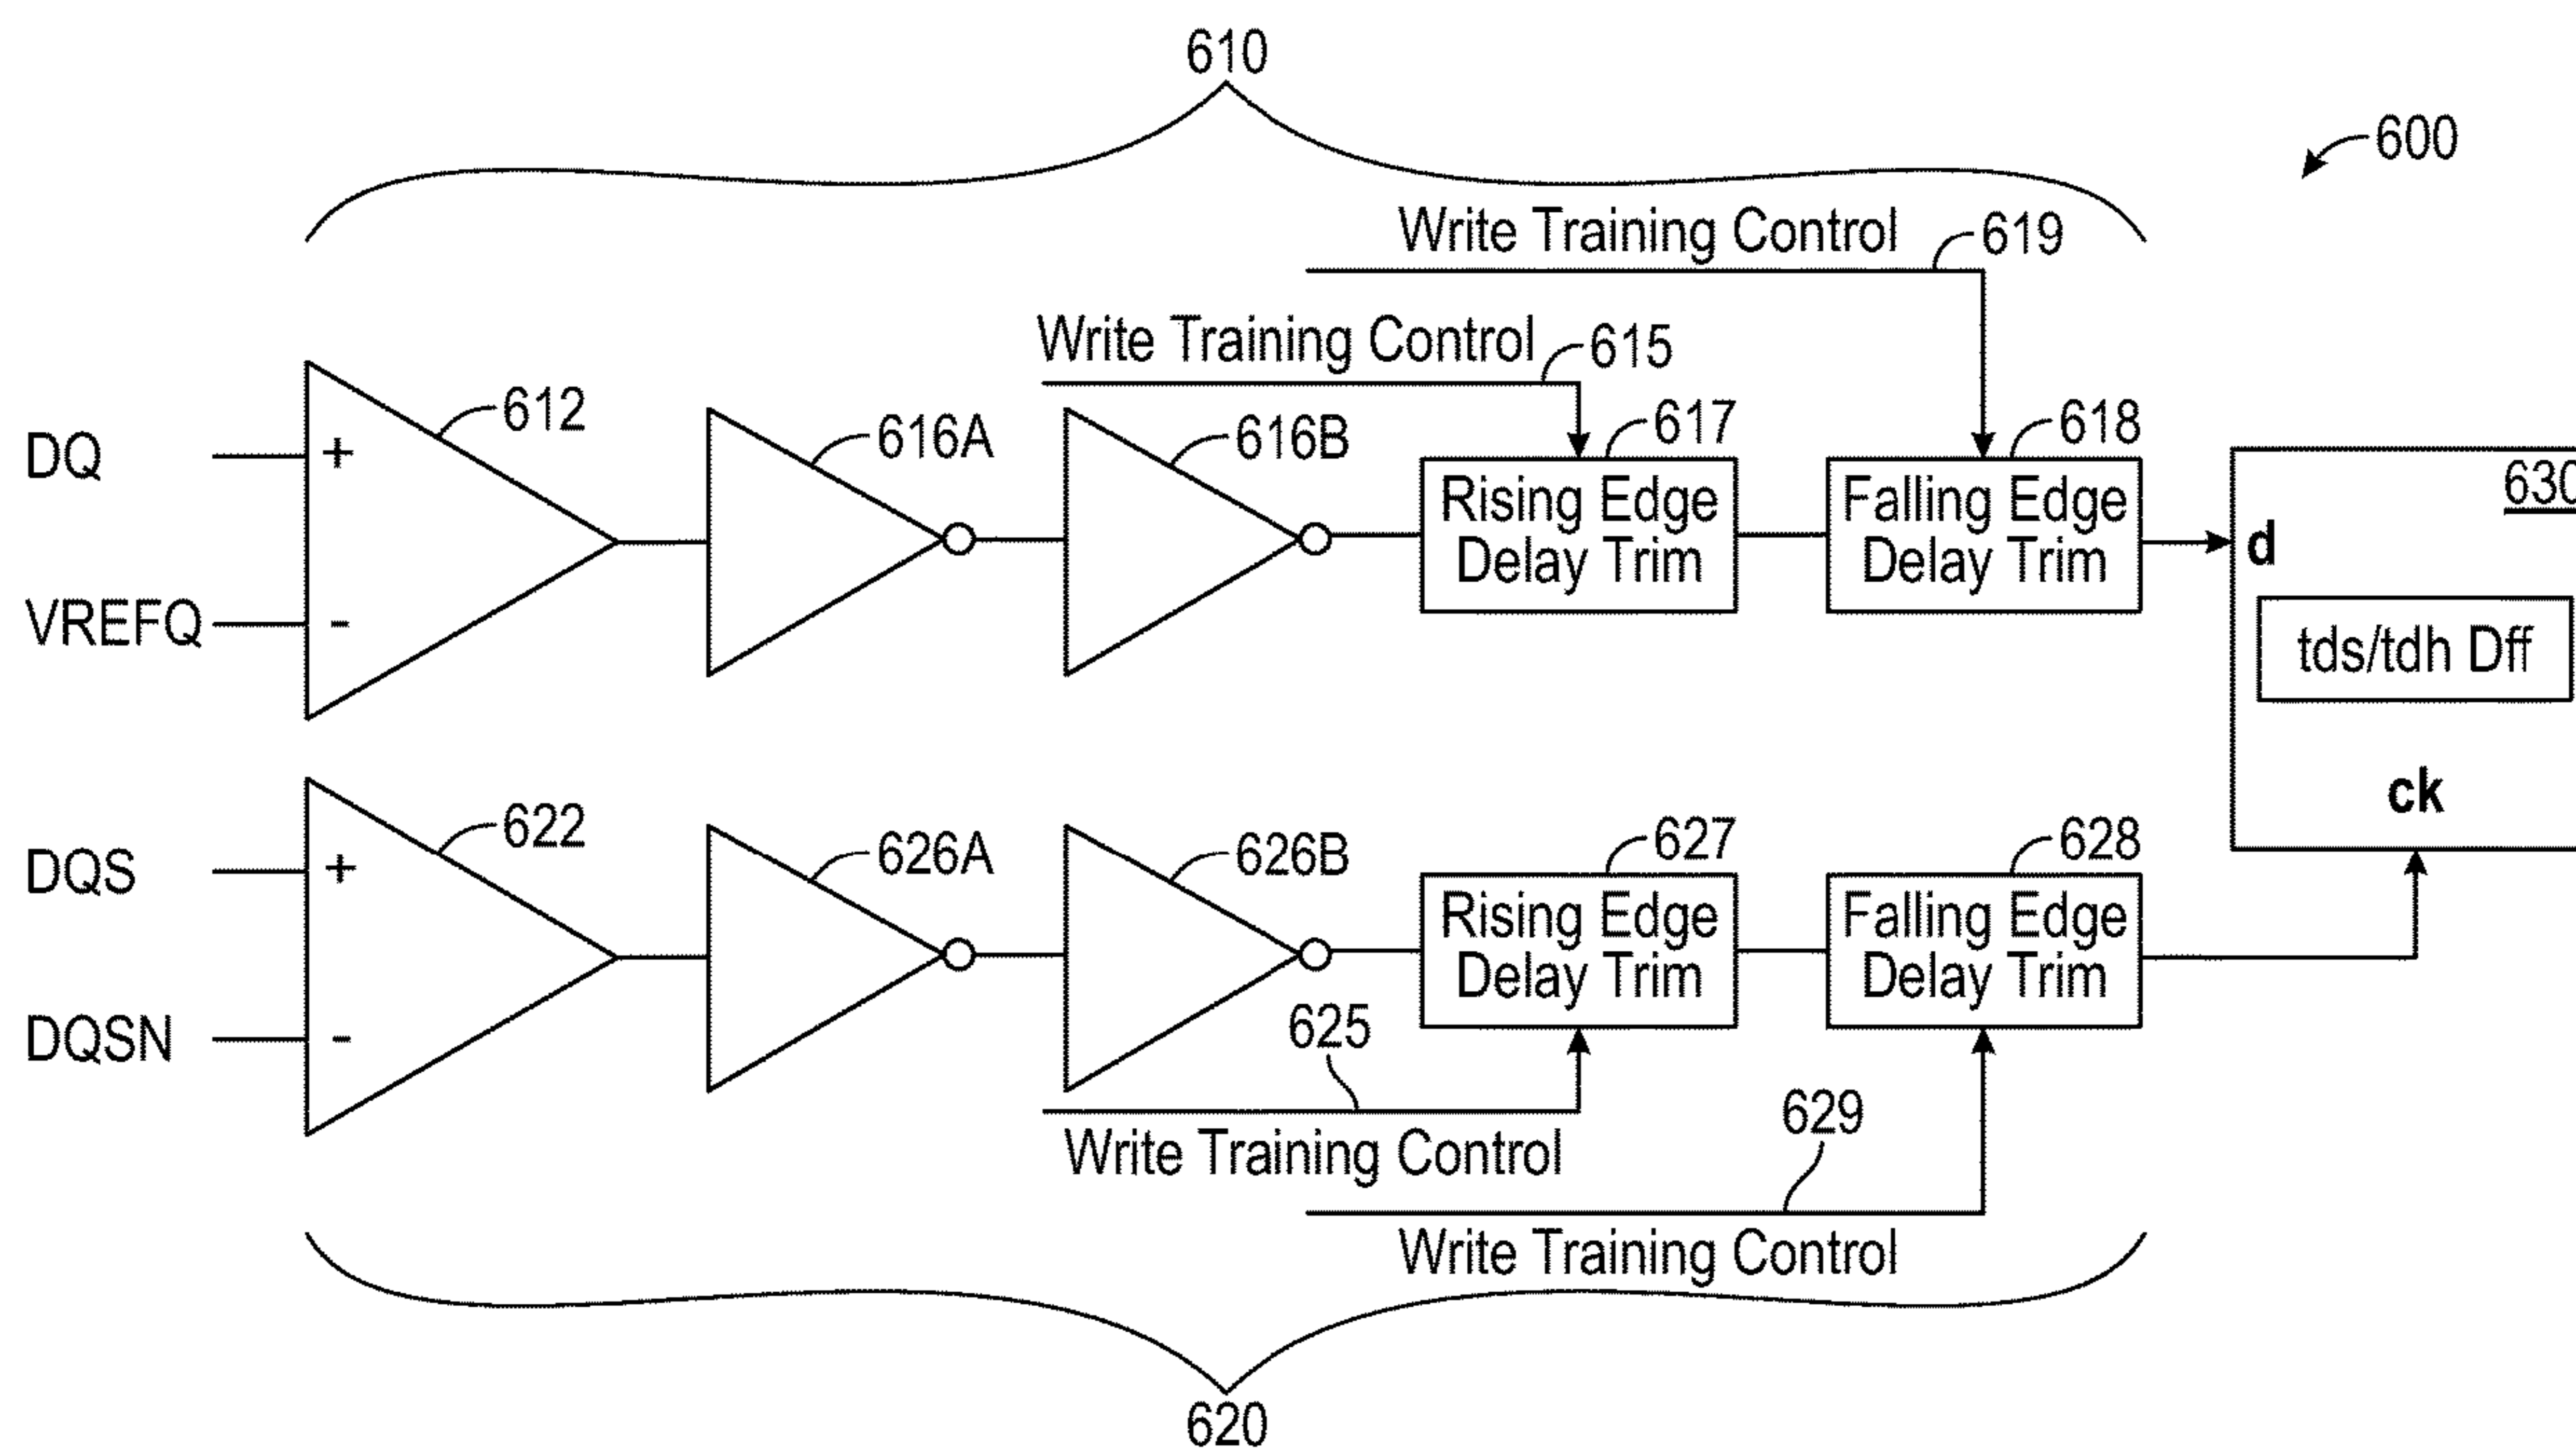 610
600
Write Training Control 619
Write Training Control 615
612
616A
616B
617
618
DQ
+
Rising Edge
Delay Trim
Falling Edge
Delay Trim
630
d
VREFQ
-
tds/tdh Dff
ck
622
626A
626B
627
628
DQS
+
Rising Edge
Delay Trim
Falling Edge
Delay Trim
DQSN
-
625
Write Training Control
629
Write Training Control
620